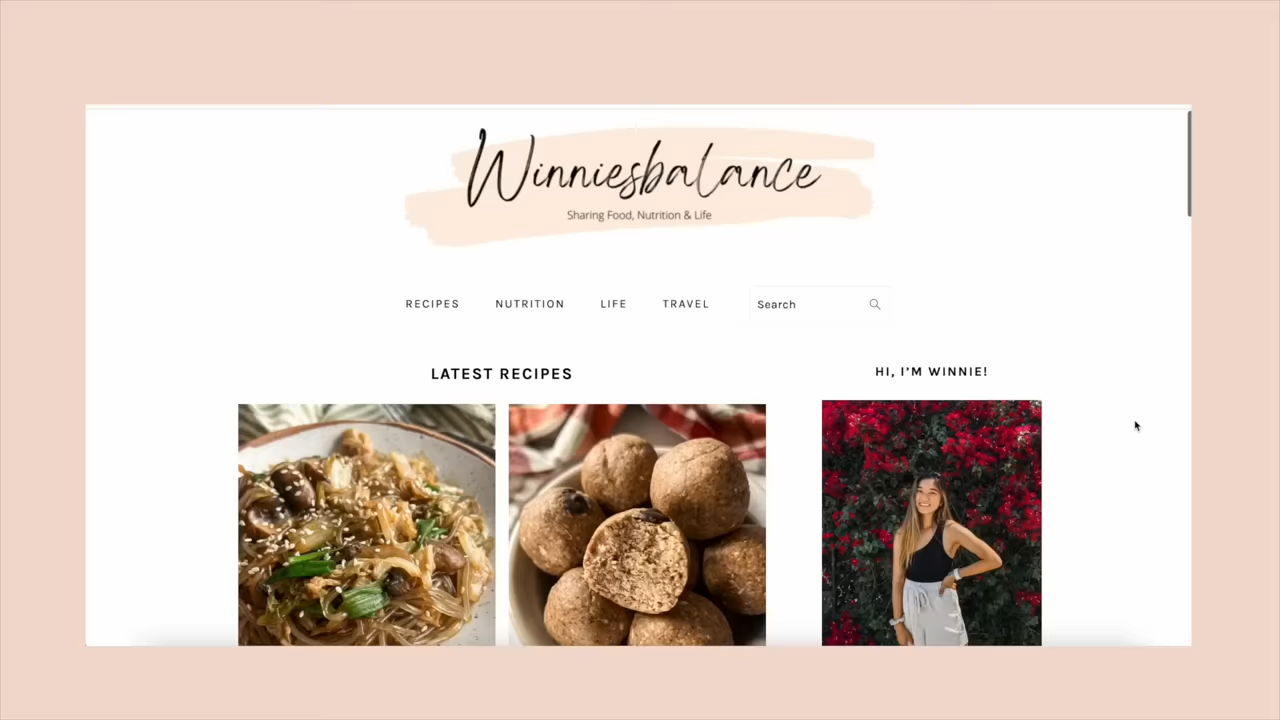 Winniesbalance
Sharing Food, Nutrition & Life
RECIPES NUTRITION LIFE TRAVEL Search
LATEST RECIPES
HI, I'M WINNIE!